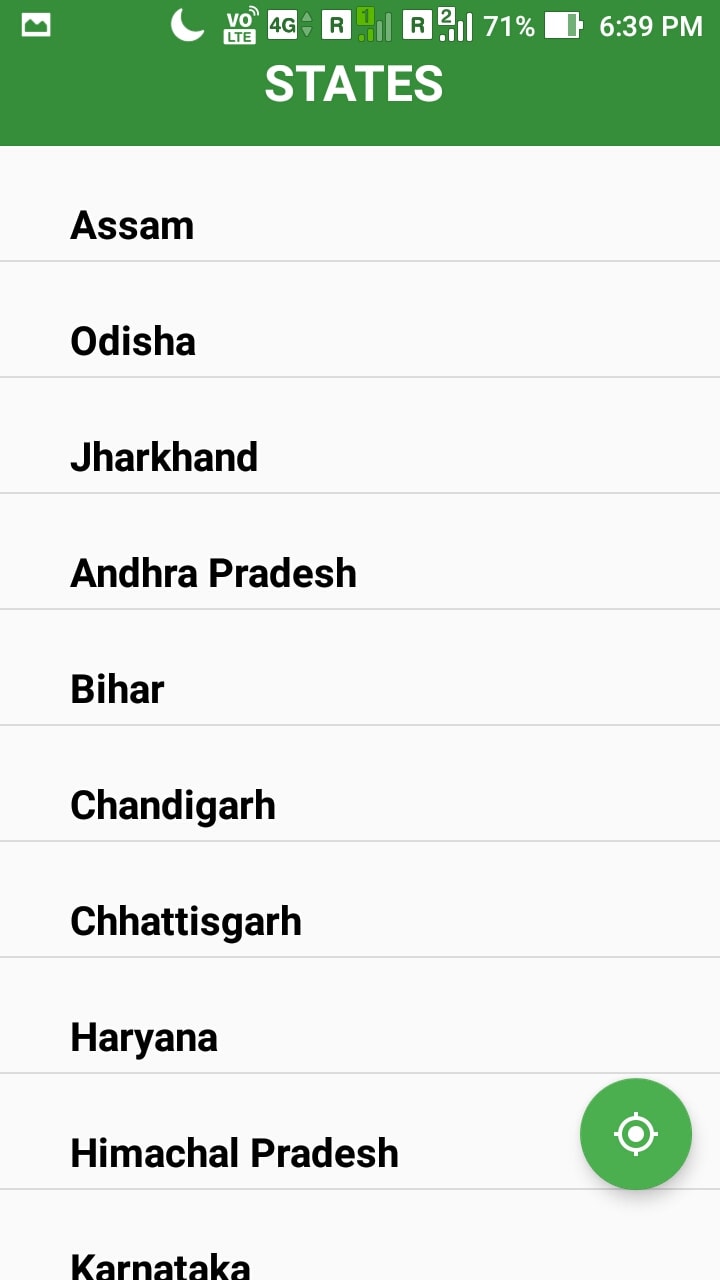 VO LTE 4G R 1 R 2 71% 6:39 PM
STATES
Assam
Odisha
Jharkhand
Andhra Pradesh
Bihar
Chandigarh
Chhattisgarh
Haryana
Himachal Pradesh
Karnataka